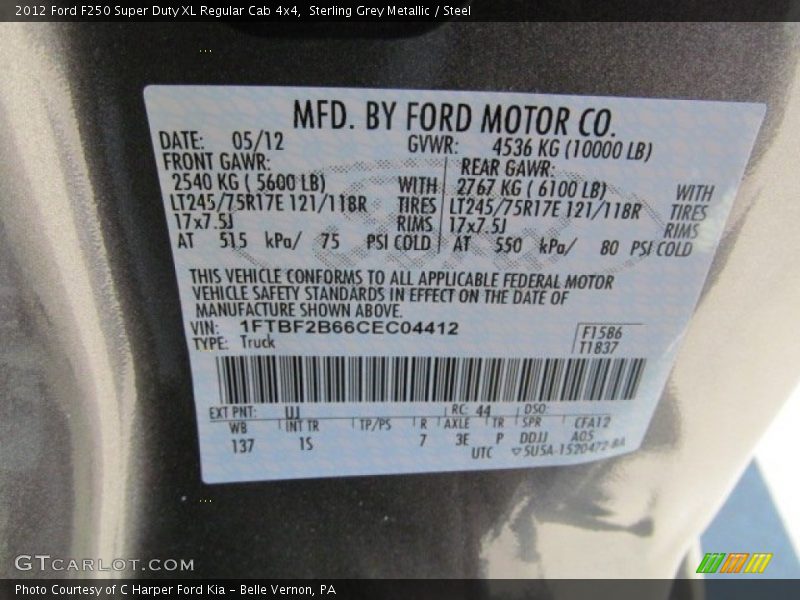 2012 Ford F250 Super Duty XL Regular Cab 4x4, Sterling Grey Metallic / Steel
MFD. BY FORD MOTOR CO.
DATE: 05/12 GVWR: 4536 KG (10000 LB)
FRONT GAWR: REAR GAWR:
2540 KG ( 5600 LB) WITH 2767 KG ( 6100 LB) WITH
LT245/75R17E 121/118R TIRES LT245/75R17E 121/118R TIRES
17x7.5J RIMS 17x7.5J RIMS
AT 515 kPa/ 75 PSI COLD AT 550 kPa/ 80 PSI COLD
THIS VEHICLE CONFORMS TO ALL APPLICABLE FEDERAL MOTOR
VEHICLE SAFETY STANDARDS IN EFFECT ON THE DATE OF
MANUFACTURE SHOWN ABOVE.
VIN: 1FTBF2B66CEC04412 F1586
TYPE: Truck T1837
EXT PNT: UJ RC: 44 DSO:
WB INT TR TP/PS R AXLE TR SPR CFA12
137 1S 7 3E P DDJJ A05
UTC ▽5U5A-1520472-BA
GTCARLOT.COM
Photo Courtesy of C Harper Ford Kia – Belle Vernon, PA